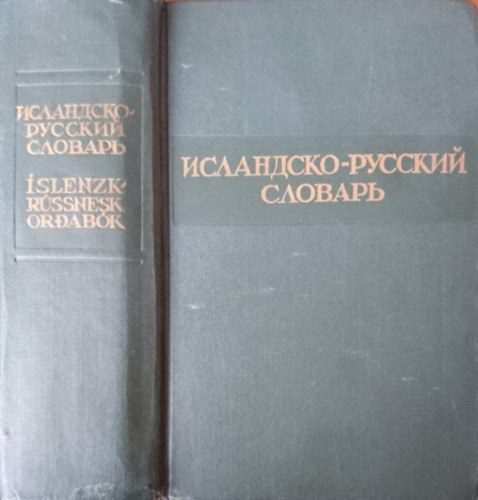 ИСЛАНДСКО-
РУССКИЙ
СЛОВАРЬ
ÍSLENZK-
RÚSSNESK
ORÐABÓK
ИСЛАНДСКО-РУССКИЙ
СЛОВАРЬ